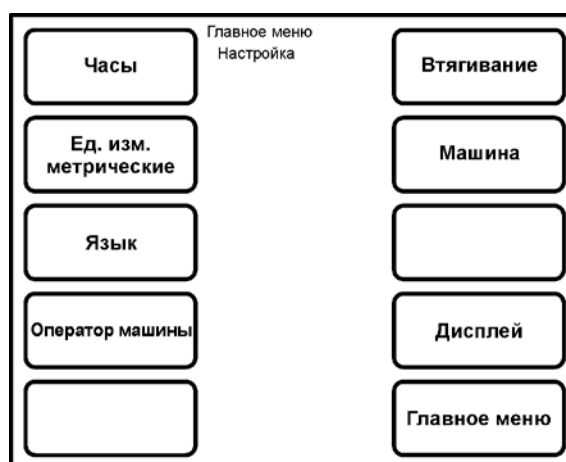 Главное меню
Настройка
Часы
Втягивание
Ед. изм.
метрические
Машина
Язык
Оператор машины
Дисплей
Главное меню